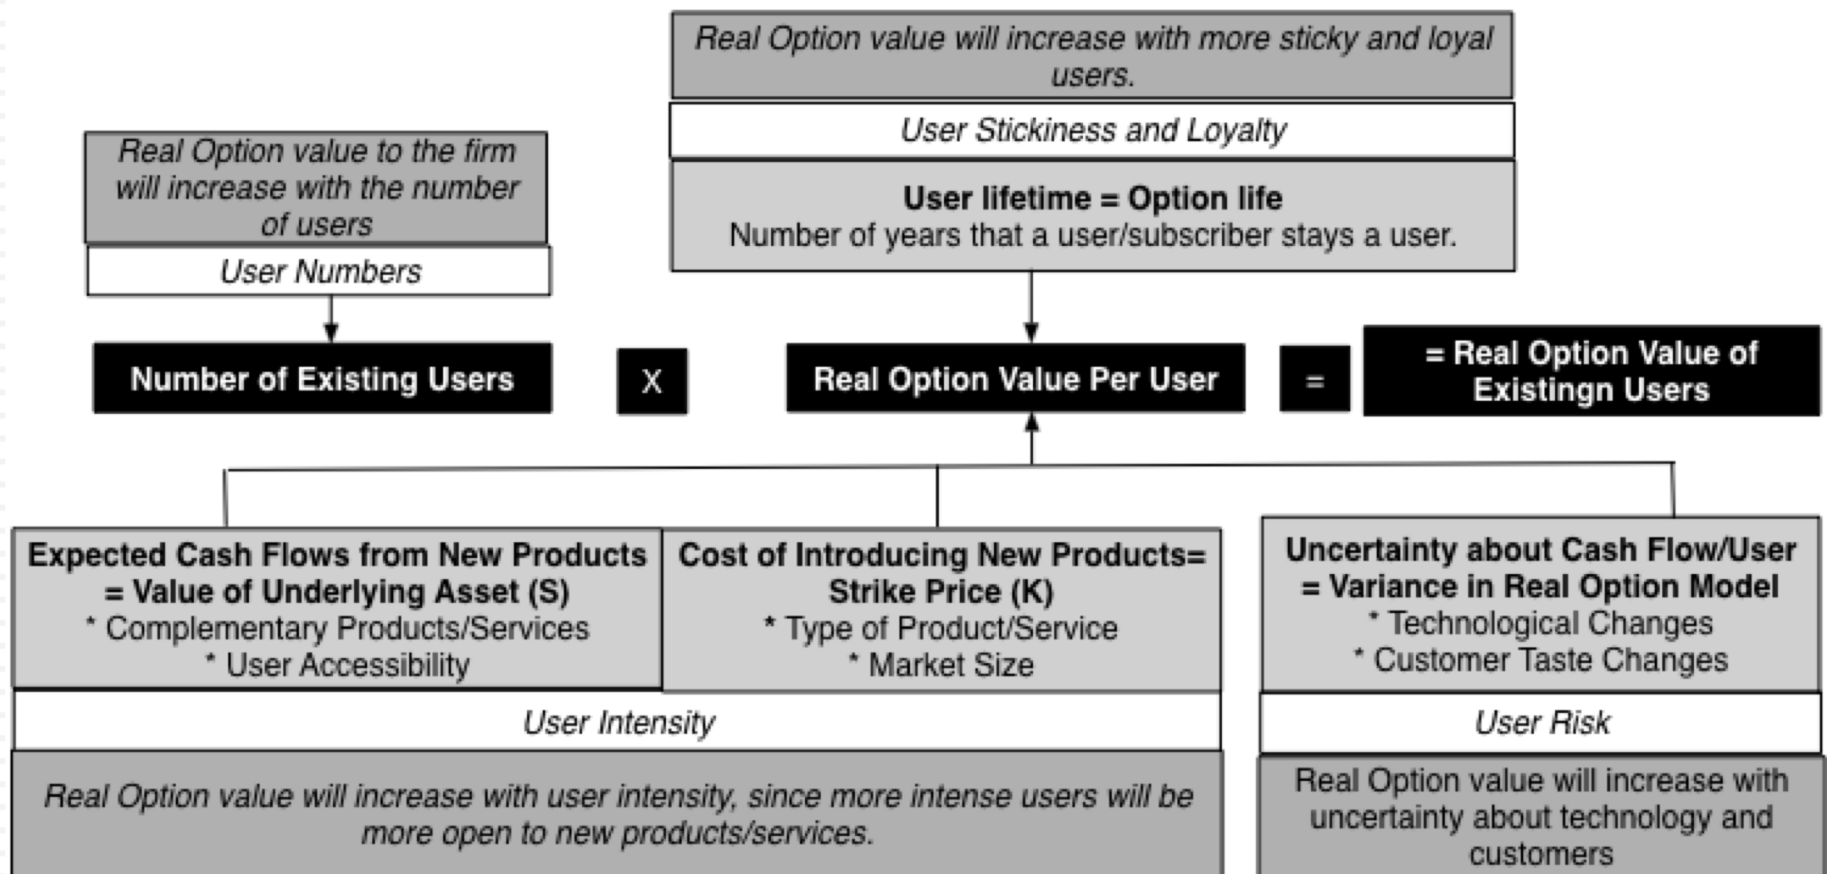 Real Option value will increase with more sticky and loyal
users.
User Stickiness and Loyalty
User lifetime = Option life
Number of years that a user/subscriber stays a user.
Real Option value to the firm
will increase with the number
of users
User Numbers
Number of Existing Users
X
Real Option Value Per User
=
= Real Option Value of
Existingn Users
Expected Cash Flows from New Products
= Value of Underlying Asset (S)
* Complementary Products/Services
* User Accessibility
Cost of Introducing New Products=
Strike Price (K)
* Type of Product/Service
* Market Size
User Intensity
Real Option value will increase with user intensity, since more intense users will be
more open to new products/services.
Uncertainty about Cash Flow/User
= Variance in Real Option Model
* Technological Changes
* Customer Taste Changes
User Risk
Real Option value will increase with
uncertainty about technology and
customers